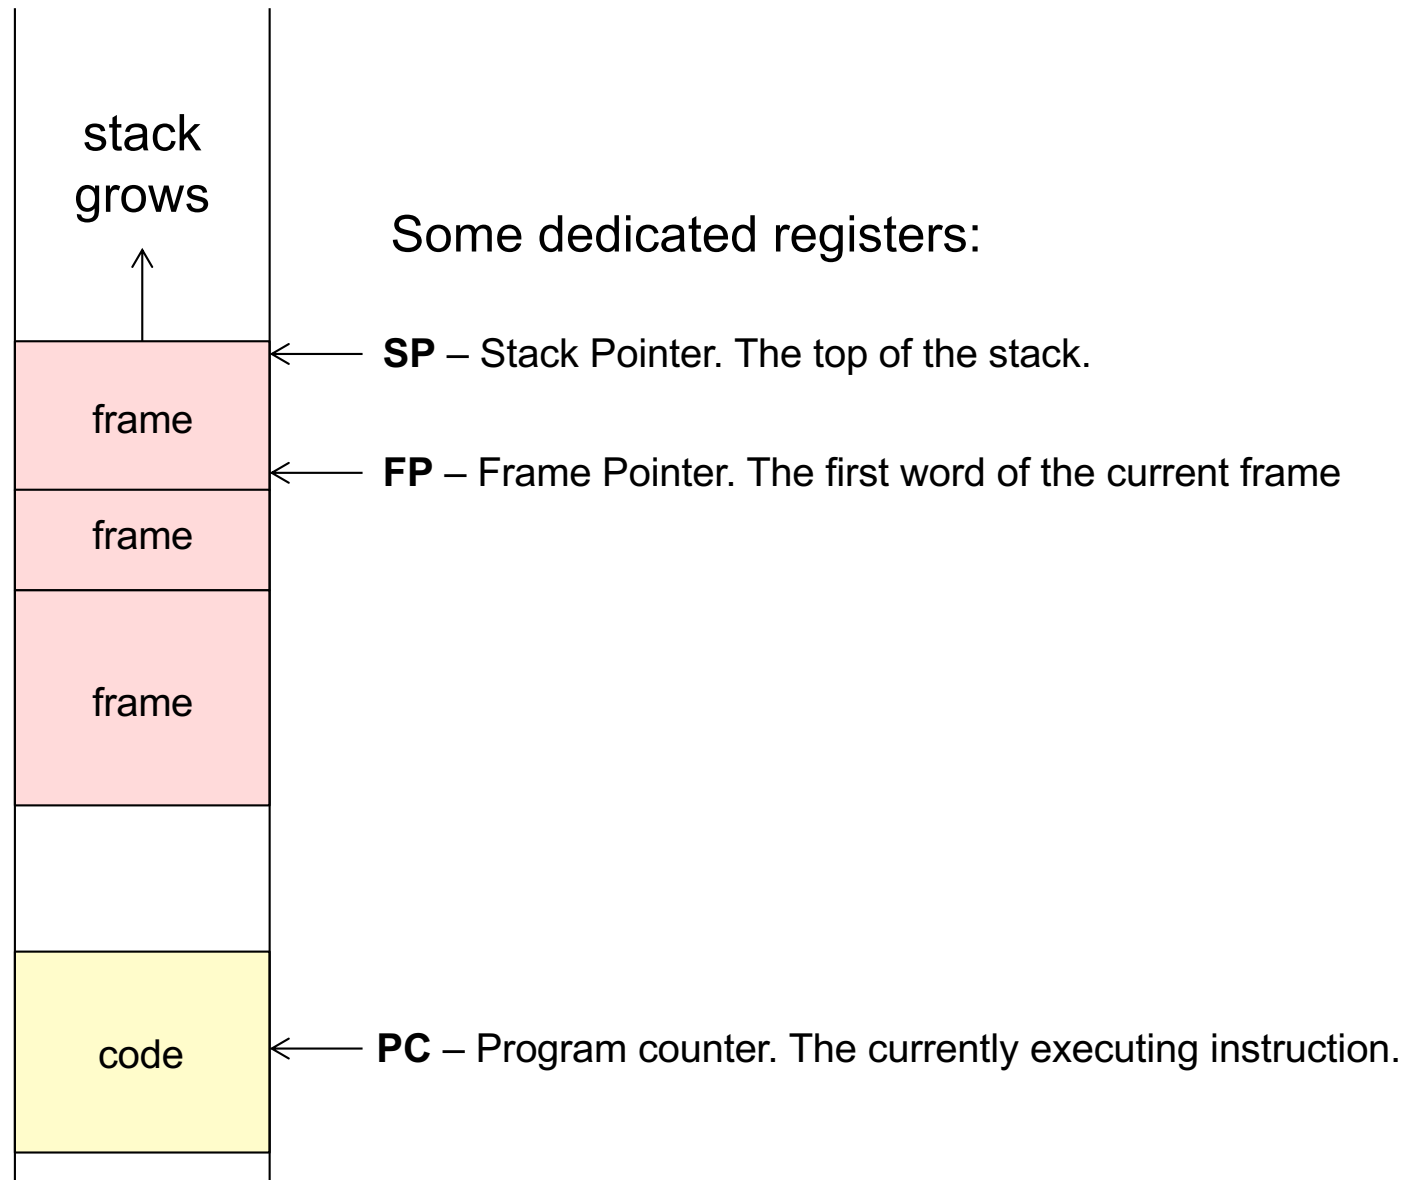 stack
grows
Some dedicated registers:
SP – Stack Pointer. The top of the stack.
frame
FP – Frame Pointer. The first word of the current frame
frame
frame
code
PC – Program counter. The currently executing instruction.